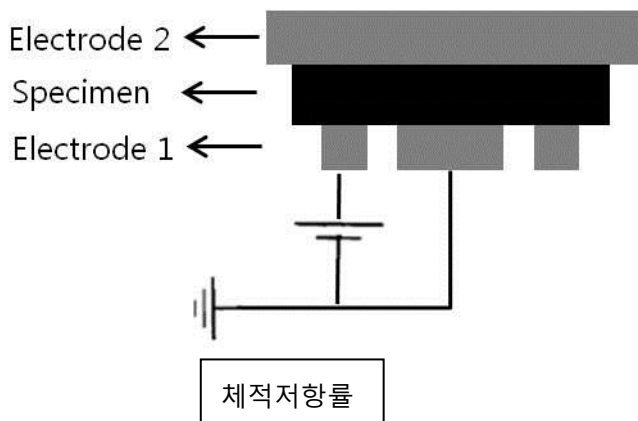 Electrode 2
Specimen
Electrode 1
체적저항률